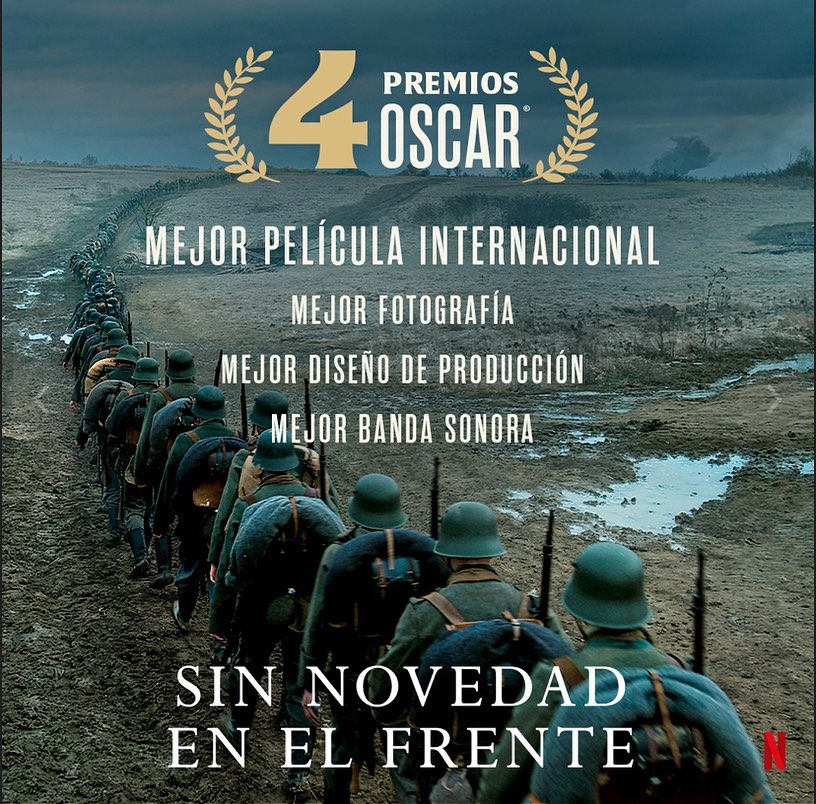 4 PREMIOS
OSCAR®
MEJOR PELÍCULA INTERNACIONAL
MEJOR FOTOGRAFÍA
MEJOR DISEÑO DE PRODUCCIÓN
MEJOR BANDA SONORA
SIN NOVEDAD
EN EL FRENTE
N